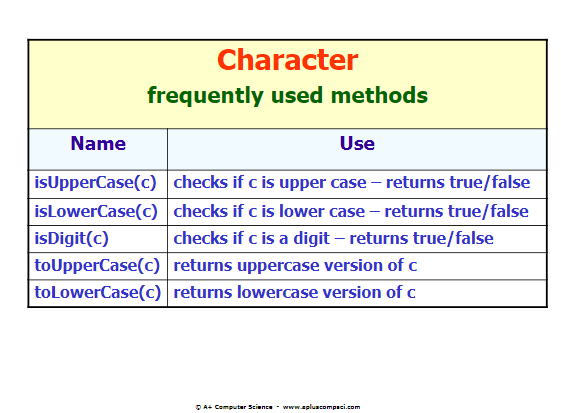 Character
frequently used methods
Name Use
isUpperCase(c) checks if c is upper case – returns true/false
isLowerCase(c) checks if c is lower case – returns true/false
isDigit(c) checks if c is a digit – returns true/false
toUpperCase(c) returns uppercase version of c
toLowerCase(c) returns lowercase version of c
© A+ Computer Science - www.apluscompsci.com